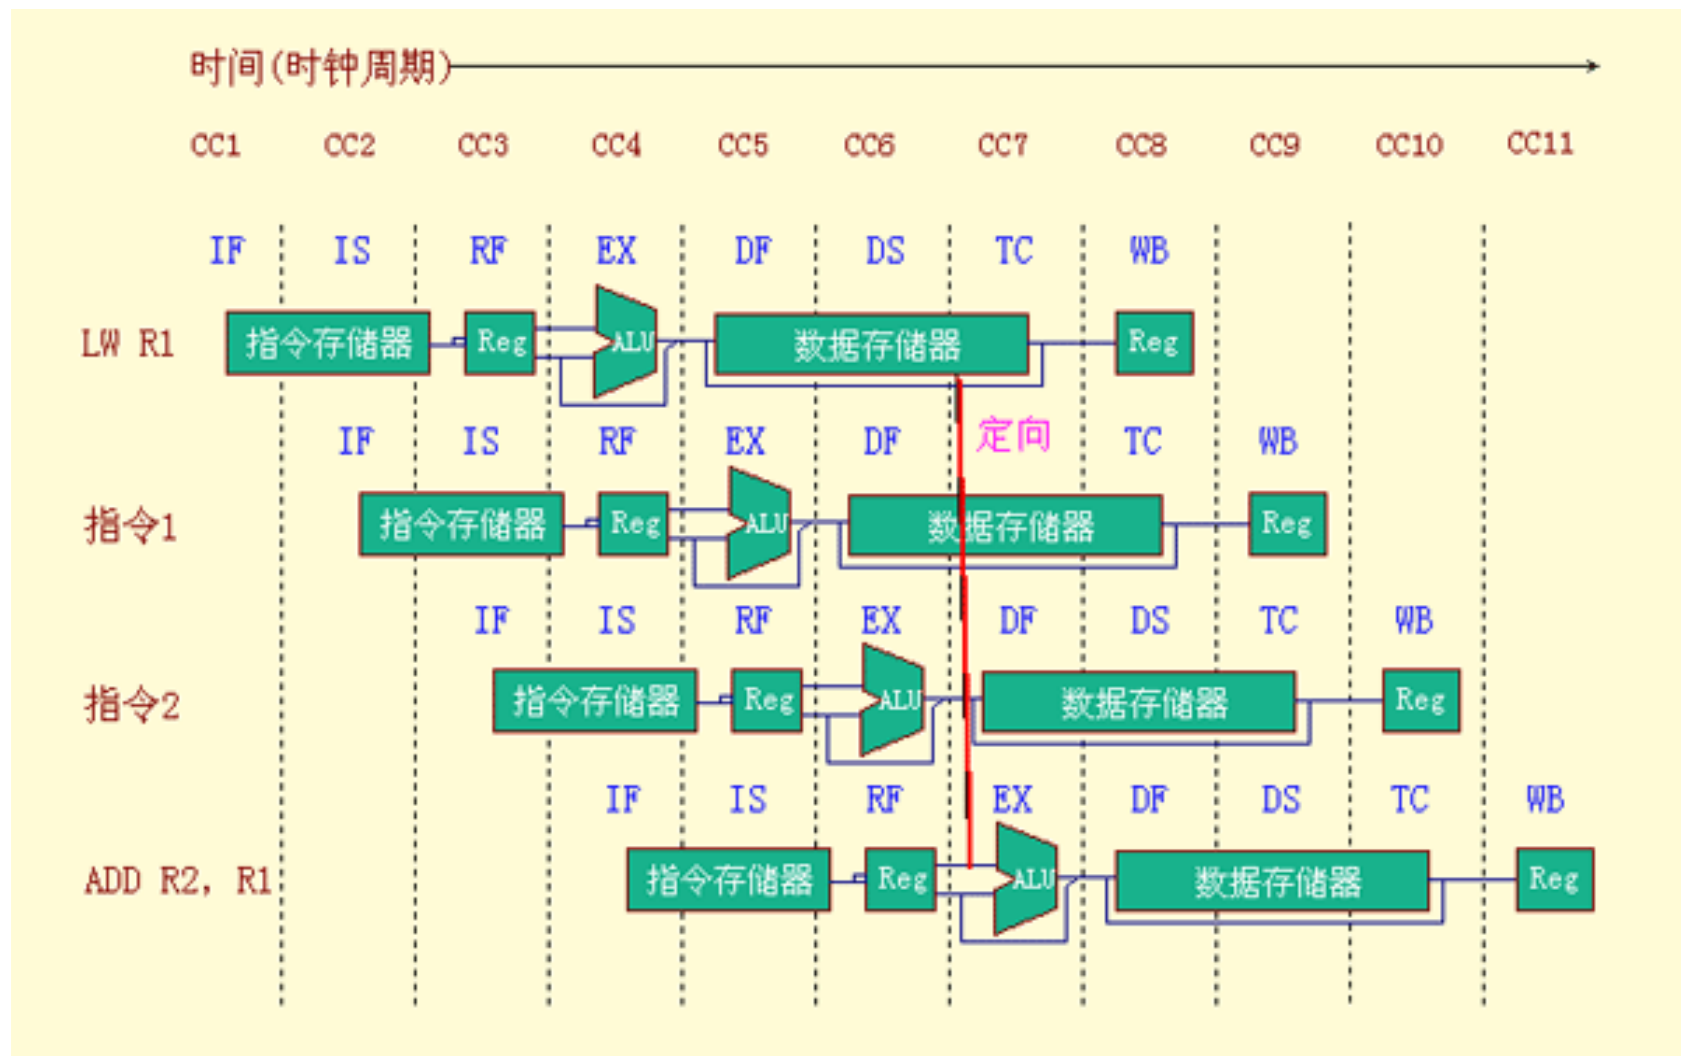 时间(时钟周期)
CC1 CC2 CC3 CC4 CC5 CC6 CC7 CC8 CC9 CC10 CC11
IF IS RF EX DF DS TC WB
LW R1 指令存储器 Reg ALU 数据存储器 Reg
定向
IF IS RF EX DF TC WB
指令1 指令存储器 Reg ALU 数据存储器 Reg
IF IS RF EX DF DS TC WB
指令2 指令存储器 Reg ALU 数据存储器 Reg
IF IS RF EX DF DS TC WB
ADD R2, R1 指令存储器 Reg ALU 数据存储器 Reg